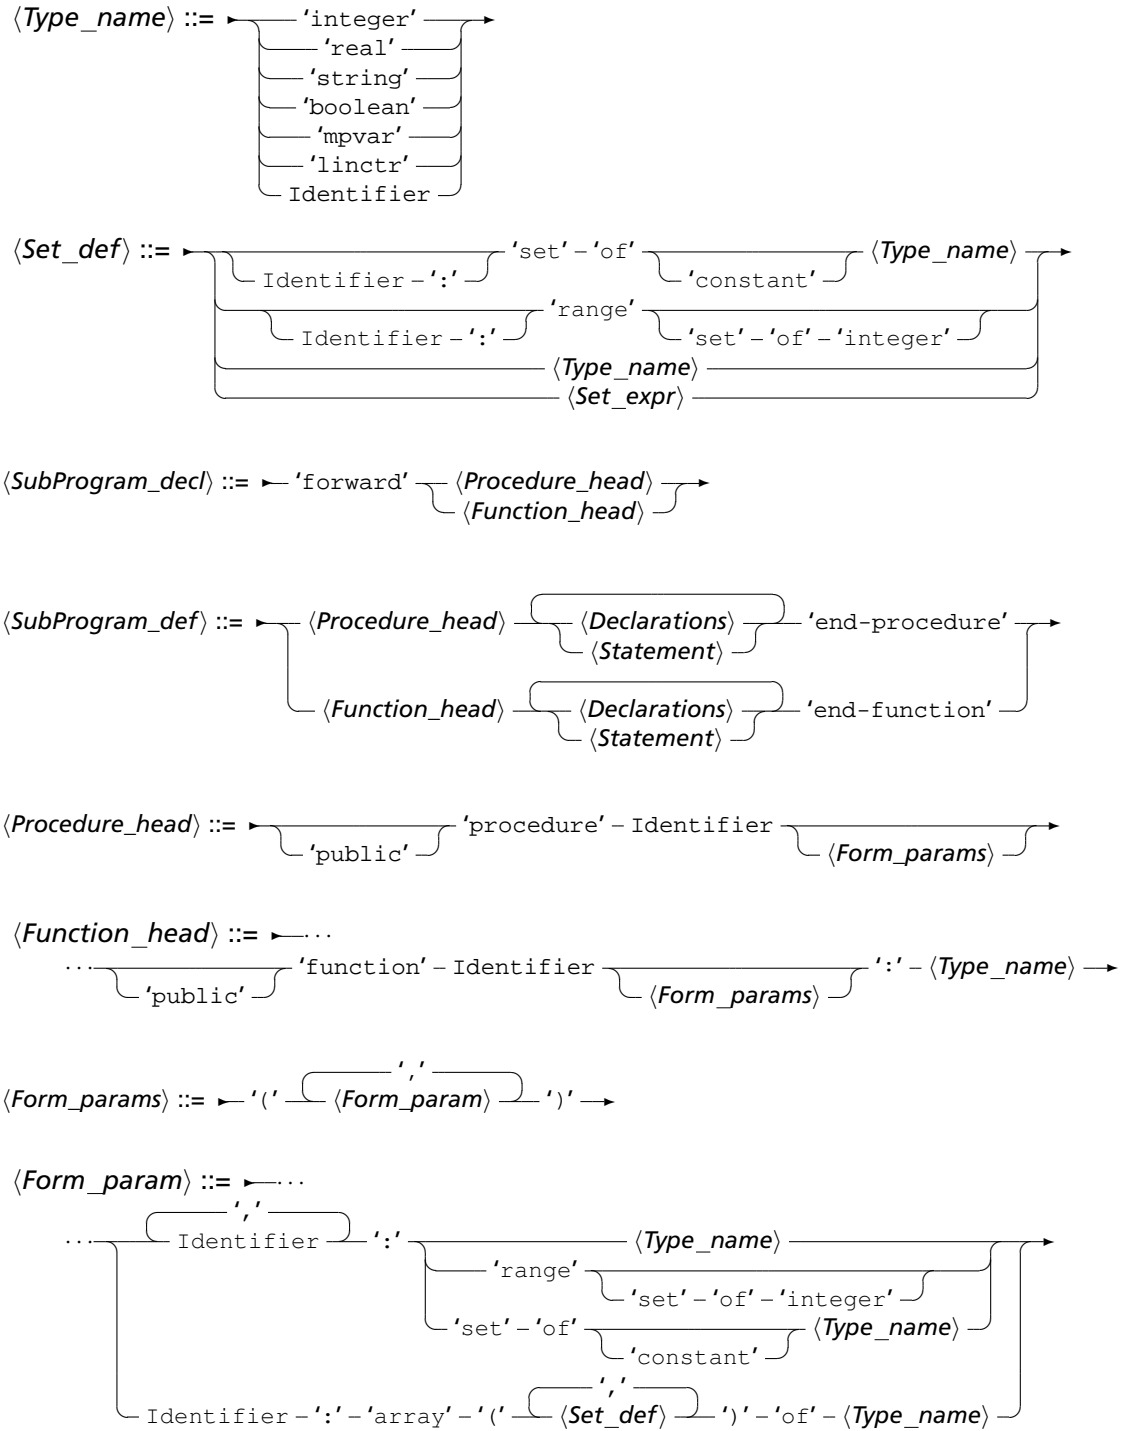 ⟨Type_name⟩ ::= 'integer'
'real'
'string'
'boolean'
'mpvar'
'linctr'
Identifier
⟨Set_def⟩ ::= 'set' 'of' ⟨Type_name⟩
Identifier ':' 'constant'
'range'
Identifier ':' 'set' 'of' 'integer'
⟨Type_name⟩
⟨Set_expr⟩
⟨SubProgram_decl⟩ ::= 'forward' ⟨Procedure_head⟩
⟨Function_head⟩
⟨SubProgram_def⟩ ::= ⟨Procedure_head⟩ ⟨Declarations⟩ 'end-procedure'
⟨Statement⟩
⟨Function_head⟩ ⟨Declarations⟩ 'end-function'
⟨Statement⟩
⟨Procedure_head⟩ ::= 'procedure' Identifier
'public' ⟨Form_params⟩
⟨Function_head⟩ ::= ···
··· 'function' Identifier ':' ⟨Type_name⟩
'public' ⟨Form_params⟩
','
⟨Form_params⟩ ::= '(' ⟨Form_param⟩ ')'
⟨Form_param⟩ ::= ···
','
··· Identifier ':' ⟨Type_name⟩
'range'
'set' 'of' 'integer'
'set' 'of' ⟨Type_name⟩
'constant'
','
Identifier ':' 'array' '(' ⟨Set_def⟩ ')' 'of' ⟨Type_name⟩